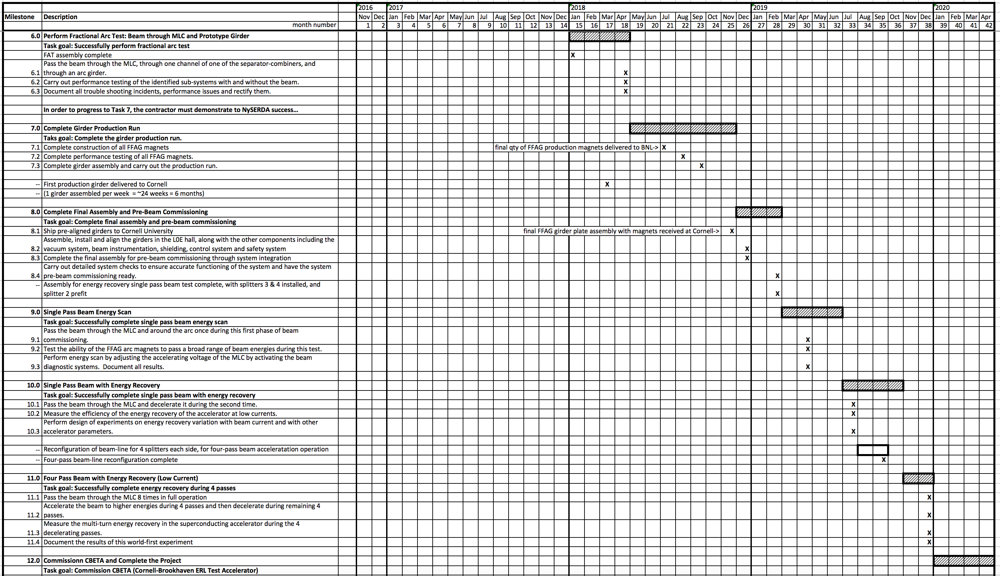 2016 2017 2018 2019 2020
Milestone Description Nov Dec Jan Feb Mar Apr May Jun Jul Aug Sep Oct Nov Dec Jan Feb Mar Apr May Jun Jul Aug Sep Oct Nov Dec Jan Feb Mar Apr May Jun Jul Aug Sep Oct Nov Dec Jan Feb Mar Apr
month number 1 2 3 4 5 6 7 8 9 10 11 12 13 14 15 16 17 18 19 20 21 22 23 24 25 26 27 28 29 30 31 32 33 34 35 36 37 38 39 40 41 42
6.0 Perform Fractional Arc Test: Beam through MLC and Prototype Girder
Task goal: Successfully perform fractional arc test
FAT assembly complete X
Pass the beam through the MLC, through one channel of one of the separator-combiners, and
6.1 through an arc girder. X
6.2 Carry out performance testing of the identified sub-systems with and without the beam. X
6.3 Document all trouble shooting incidents, performance issues and rectify them. X
In order to progress to Task 7, the contractor must demonstrate to NySERDA success...
7.0 Complete Girder Production Run
Taks goal: Complete the girder production run.
7.1 Complete construction of all FFAG magnets final qty of FFAG production magnets delivered to BNL-> X
7.2 Complete performance testing of all FFAG magnets. X
7.3 Complete girder assembly and carry out the production run. X
-- First production girder delivered to Cornell X
-- (1 girder assembled per week = ~24 weeks = 6 months)
8.0 Complete Final Assembly and Pre-Beam Commissioning
Task goal: Complete final assembly and pre-beam commissioning
8.1 Ship pre-aligned girders to Cornell University final FFAG girder plate assembly with magnets received at Cornell-> X
Assemble, install and align the girders in the L0E hall, along with the other components including the
8.2 vacuum system, beam instrumentation, shielding, control system and safety system X
8.3 Complete the final assembly for pre-beam commissioning through system integration X
Carry out detailed system checks to ensure accurate functioning of the system and have the system
8.4 pre-beam commissioning ready. X
-- Assembly for energy recovery single pass beam test complete, with splitters 3 & 4 installed, and
splitter 2 prefit X
9.0 Single Pass Beam Energy Scan
Task goal: Successfully complete single pass beam energy scan
Pass the beam through the MLC and around the arc once during this first phase of beam
9.1 commissioning. X
9.2 Test the ability of the FFAG arc magnets to pass a broad range of beam energies during this test. X
Perform energy scan by adjusting the accelerating voltage of the MLC by activating the beam
9.3 diagnostic systems. Document all results. X
10.0 Single Pass Beam with Energy Recovery
Task goal: Successfully complete single pass beam with energy recovery
10.1 Pass the beam through the MLC and decelerate it during the second time. X
10.2 Measure the efficiency of the energy recovery of the accelerator at low currents. X
Perform design of experiments on energy recovery variation with beam current and with other
10.3 accelerator parameters. X
-- Reconfiguration of beam-line for 4 splitters each side, for four-pass beam acceleratation operation
-- Four-pass beam-line reconfiguration complete X
11.0 Four Pass Beam with Energy Recovery (Low Current)
Task goal: Successfully complete energy recovery during 4 passes
11.1 Pass the beam through the MLC 8 times in full operation X
Accelerate the beam to higher energies during 4 passes and then decelerate during remaining 4
11.2 passes. X
Measure the multi-turn energy recovery in the superconducting accelerator during the 4
11.3 decelerating passes. X
11.4 Document the results of this world-first experiment X
12.0 Commissionn CBETA and Complete the Project
Task goal: Commission CBETA (Cornell-Brookhaven ERL Test Accelerator)